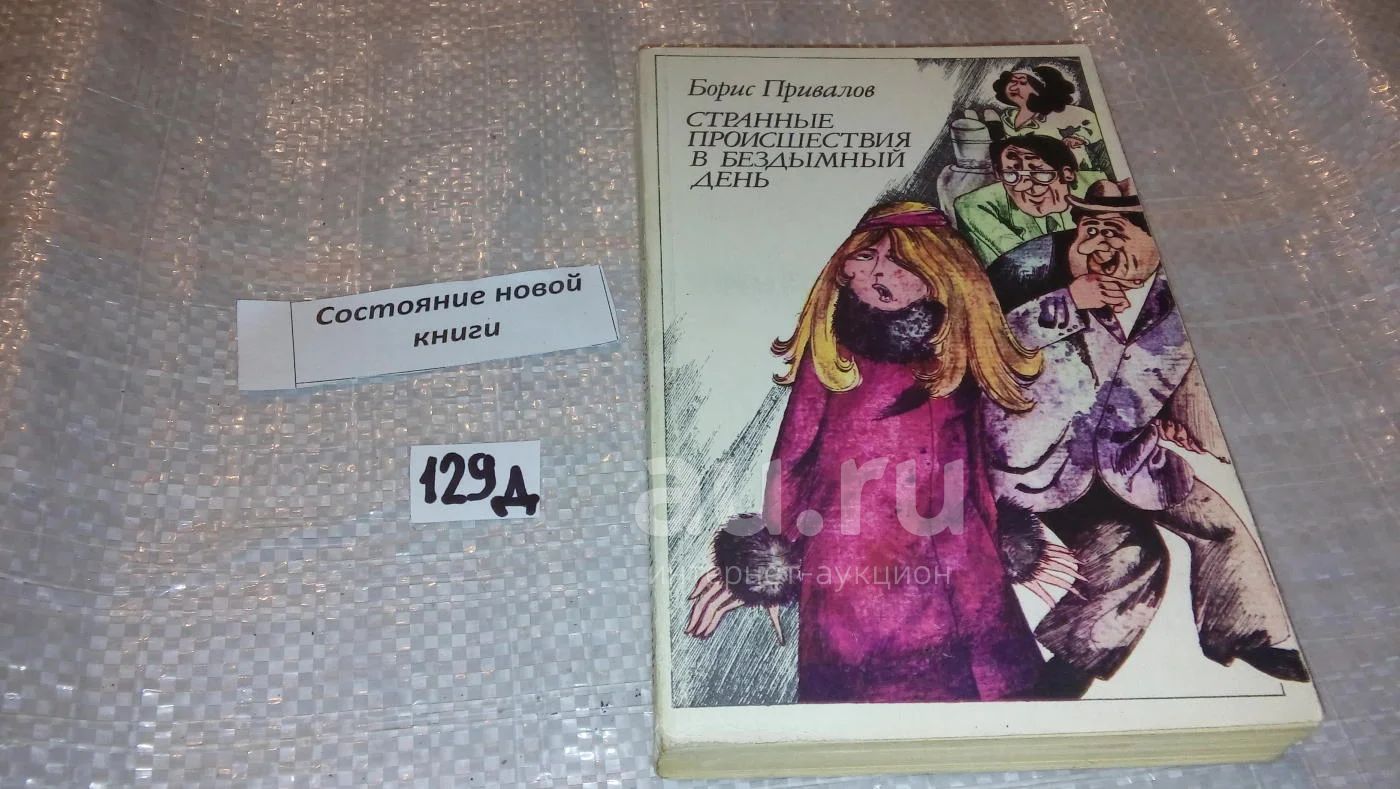 Борис Привалов
СТРАННЫЕ
ПРОИСШЕСТВИЯ
В БЕЗДЫМНЫЙ
ДЕНЬ
Состояние новой
книги
129д
au.ru
интернет-аукцион